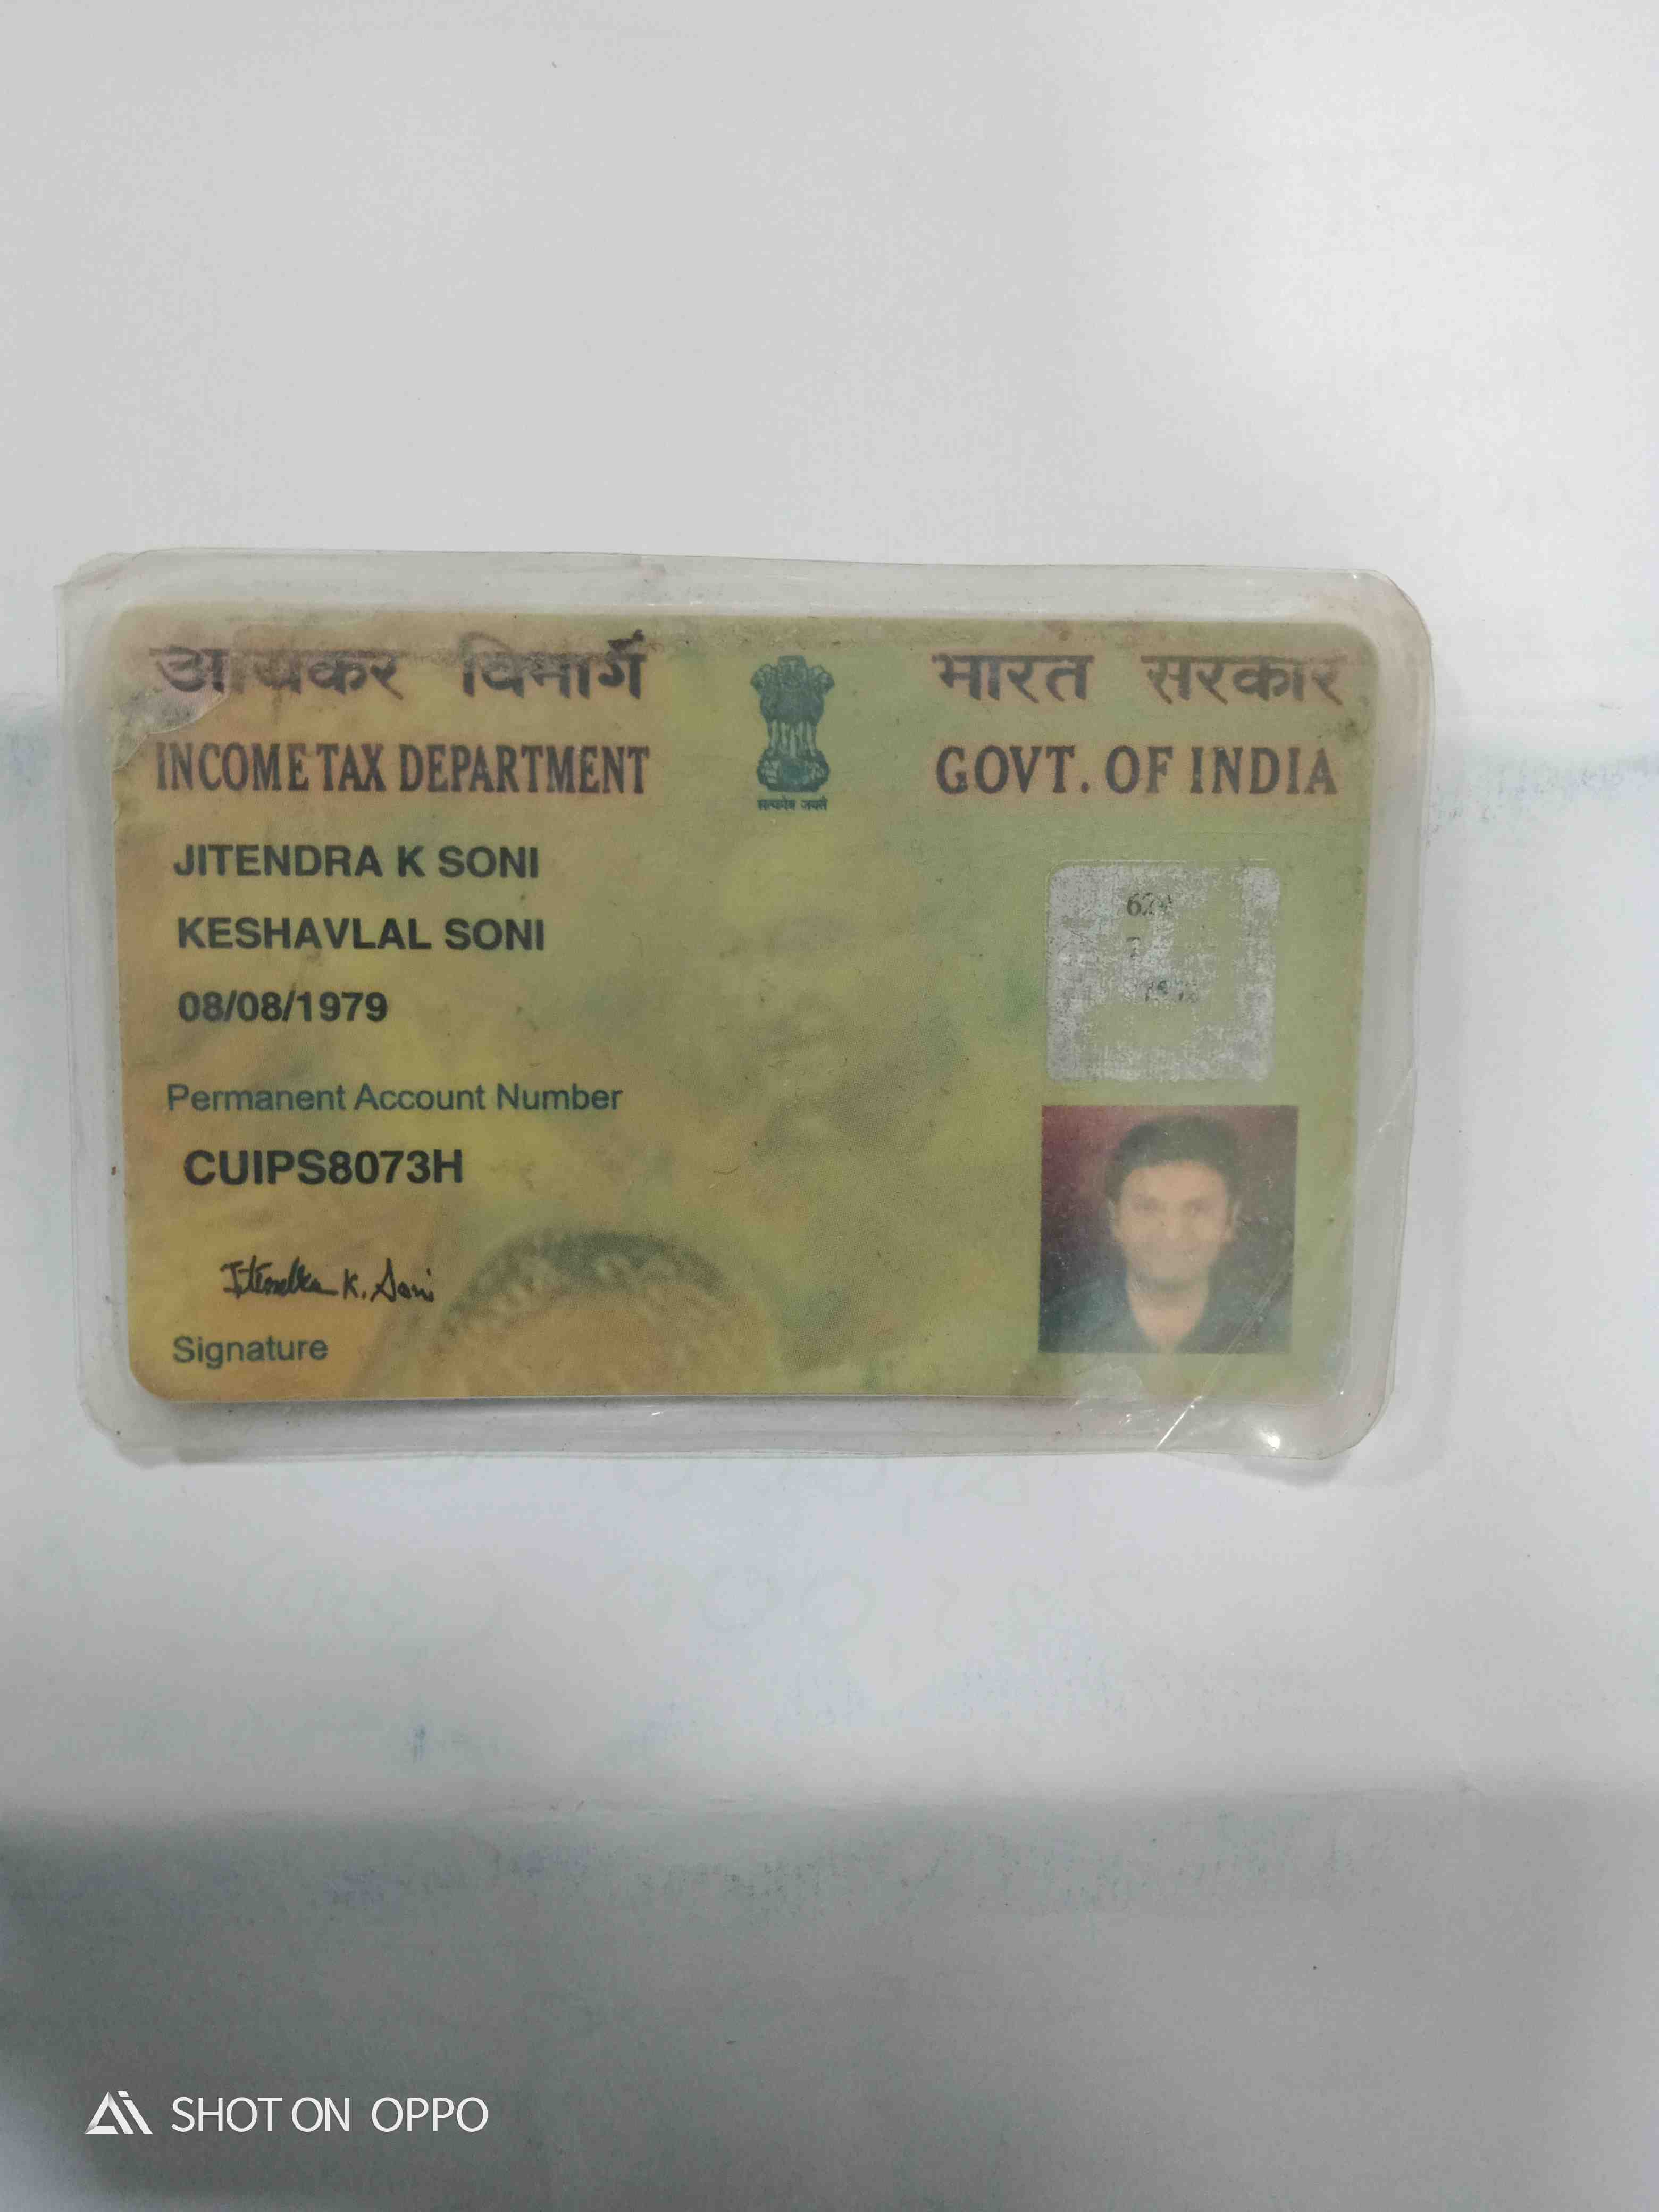 आयकर विभाग
भारत सरकार
INCOME TAX DEPARTMENT
GOVT. OF INDIA
सत्यमेव जयते
JITENDRA K SONI
KESHAVLAL SONI
08/08/1979
Permanent Account Number
CUIPS8073H
Jitendra K. Soni
Signature
SHOT ON OPPO